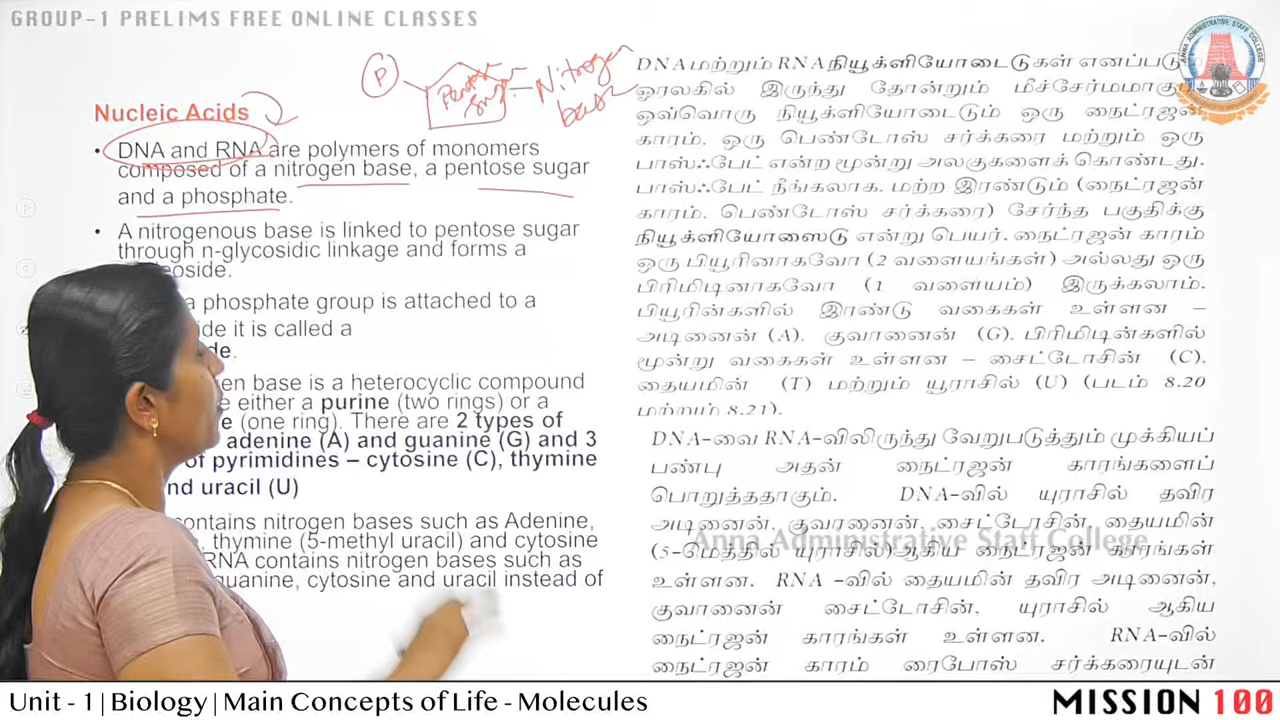 GROUP-1 PRELIMS FREE ONLINE CLASSES
P
Pentose
Sugar
Nitrogen
base
Nucleic Acids
• DNA and RNA are polymers of monomers
composed of a nitrogen base, a pentose sugar
and a phosphate.
• A nitrogenous base is linked to pentose sugar
through n-glycosidic linkage and forms a
a phosphate group is attached to a
it is called a
base is a heterocyclic compound
either a purine (two rings) or a
(one ring). There are 2 types of
adenine (A) and guanine (G) and 3
of pyrimidines – cytosine (C), thymine
uracil (U)
contains nitrogen bases such as Adenine,
thymine (5-methyl uracil) and cytosine
RNA contains nitrogen bases such as
guanine, cytosine and uracil instead of
DNA மற்றும் RNA நியூக்ளியோடைடுகள் எனப்படும்
ஓரலகில் இருந்து தோன்றும் மீச்சேர்மமாகும்.
ஒவ்வொரு நியூக்ளியோடைடும் ஒரு நைட்ரஜன்
காரம், ஒரு பெண்டோஸ் சர்க்கரை மற்றும் ஒரு
பாஸ்ஃபேட் என்ற மூன்று அலகுகளைக் கொண்டது.
பாஸ்ஃபேட் நீங்கலாக, மற்ற இரண்டும் (நைட்ரஜன்
காரம், பெண்டோஸ் சர்க்கரை) சேர்ந்த பகுதிக்கு
நியூக்ளியோஸைடு என்று பெயர். நைட்ரஜன் காரம்
ஒரு பியூரினாகவோ (2 வளையங்கள்) அல்லது ஒரு
பிரிமிடினாகவோ (1 வளையம்) இருக்கலாம்.
பியூரின்களில் இரண்டு வகைகள் உள்ளன –
அடினைன் (A), குவானைன் (G). பிரிமிடின்களில்
மூன்று வகைகள் உள்ளன – சைட்டோசின் (C),
தையமின் (T) மற்றும் யூராசில் (U) (படம் 8.20
மற்றும் 8.21).
DNA-வை RNA-விலிருந்து வேறுபடுத்தும் முக்கியப்
பண்பு அதன் நைட்ரஜன் காரங்களைப்
பொறுத்ததாகும். DNA-வில் யுராசில் தவிர
அடினைன், குவானைன், சைட்டோசின், தையமின்
(5-மெத்தில் யுராசில்)ஆகிய நைட்ரஜன் காரங்கள்
உள்ளன. RNA -வில் தையமின் தவிர அடினைன்,
குவானைன் சைட்டோசின், யுராசில் ஆகிய
நைட்ரஜன் காரங்கள் உள்ளன. RNA-வில்
நைட்ரஜன் காரம் ரைபோஸ் சர்க்கரையுடன்
Anna Administrative Staff College
ANNA ADMINISTRATIVE STAFF COLLEGE
Unit - 1 | Biology | Main Concepts of Life - Molecules
MISSION 100